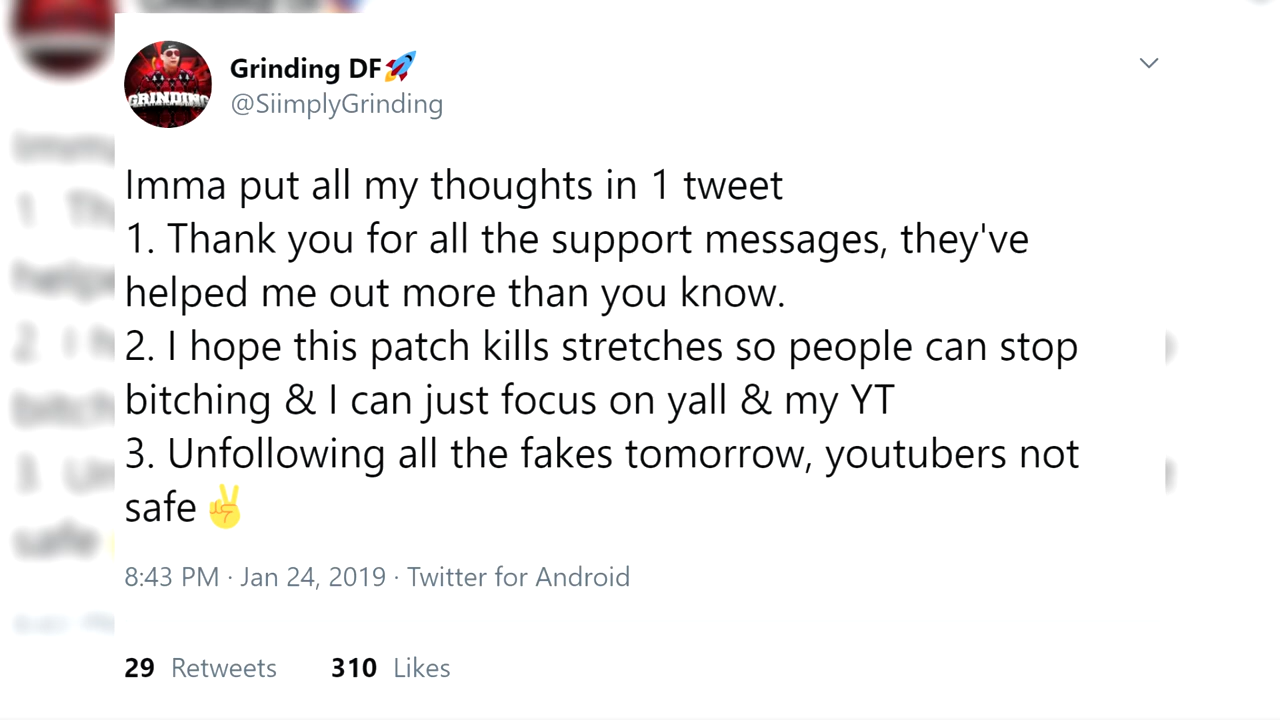 Grinding DF🚀
@SiimplyGrinding
GRINDING
Imma put all my thoughts in 1 tweet
1. Thank you for all the support messages, they've
helped me out more than you know.
2. I hope this patch kills stretches so people can stop
bitching & I can just focus on yall & my YT
3. Unfollowing all the fakes tomorrow, youtubers not
safe ✌
8:43 PM · Jan 24, 2019 · Twitter for Android
29 Retweets 310 Likes